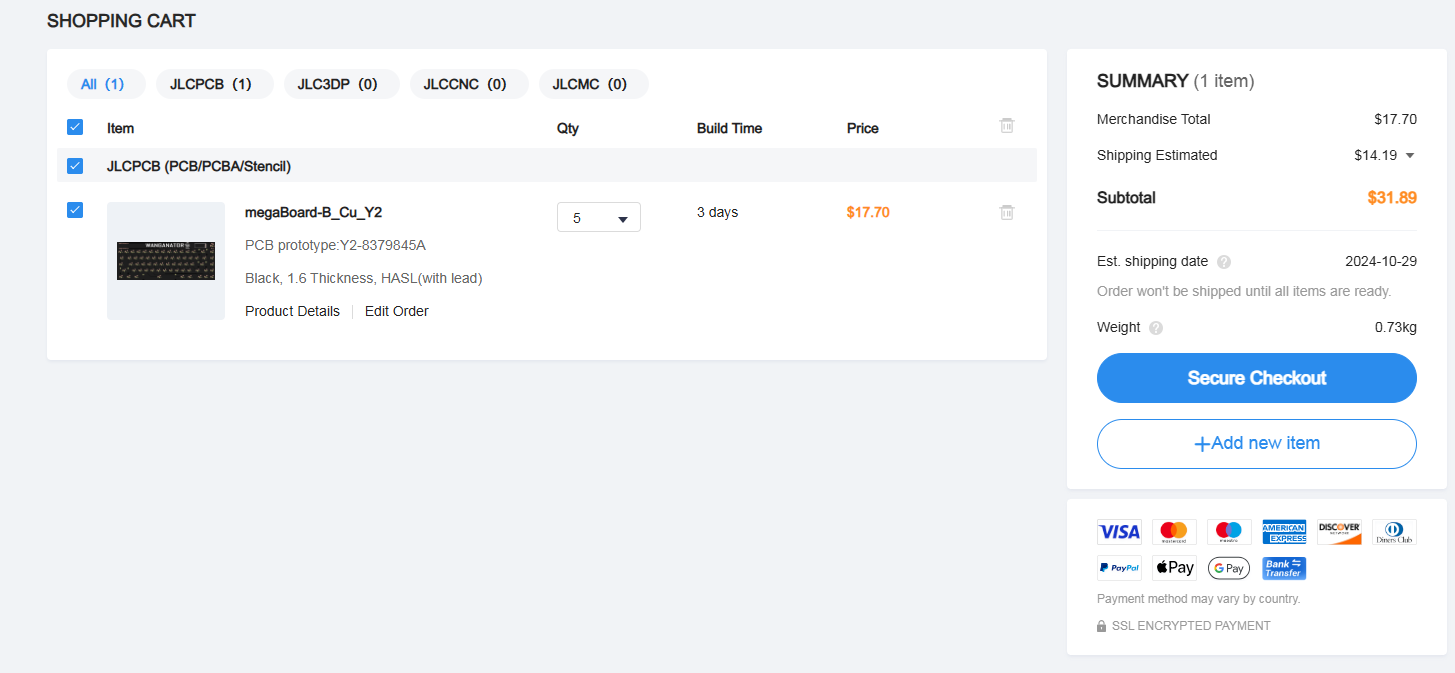 SHOPPING CART
All (1) JLCPCB (1) JLC3DP (0) JLCCNC (0) JLCMC (0)
Item Qty Build Time Price
JLCPCB (PCB/PCBA/Stencil)
megaBoard-B_Cu_Y2 5 3 days $17.70
PCB prototype:Y2-8379845A
Black, 1.6 Thickness, HASL(with lead)
Product Details Edit Order
WANGANATOR
SUMMARY (1 item)
Merchandise Total $17.70
Shipping Estimated $14.19
Subtotal $31.89
Est. shipping date ? 2024-10-29
Order won't be shipped until all items are ready.
Weight ? 0.73kg
Secure Checkout
+Add new item
VISA mastercard maestro AMERICAN EXPRESS DISCOVER NETWORK Diners Club
PayPal Pay G Pay Bank Transfer
Payment method may vary by country.
SSL ENCRYPTED PAYMENT